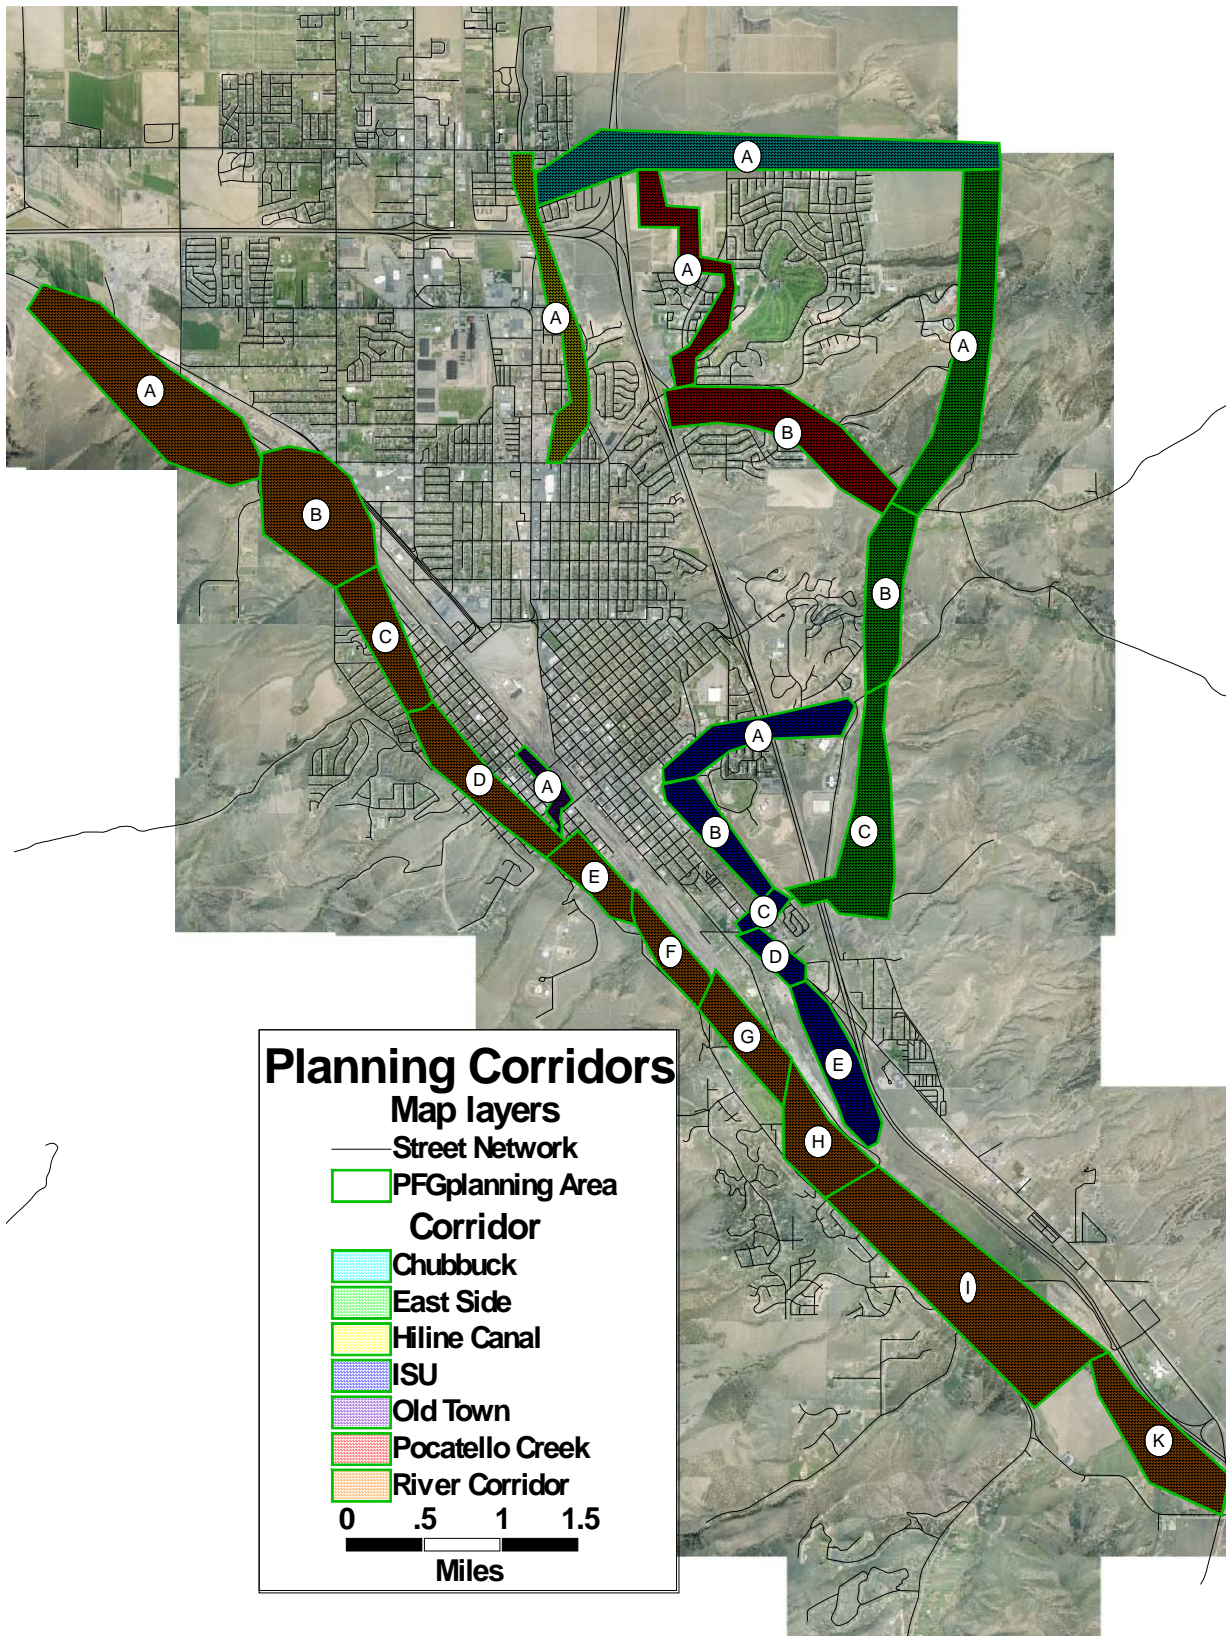 A
A
A
A
A
B
B
B
C
A
A
D
A
B
C
E
C
F
D
G
E
H
I
K
Planning Corridors
Map layers
Street Network
PFGplanning Area
Corridor
Chubbuck
East Side
Hiline Canal
ISU
Old Town
Pocatello Creek
River Corridor
0 .5 1 1.5
Miles